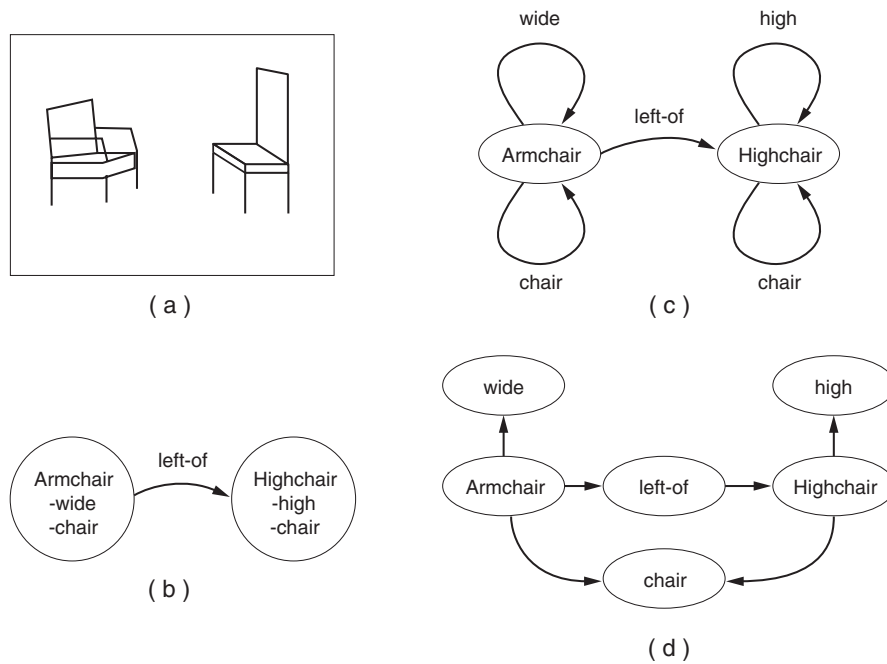 ( a )
left-of
Armchair
-wide
-chair
Highchair
-high
-chair
( b )
wide
high
left-of
Armchair
Highchair
chair
chair
( c )
wide
high
Armchair
left-of
Highchair
chair
( d )